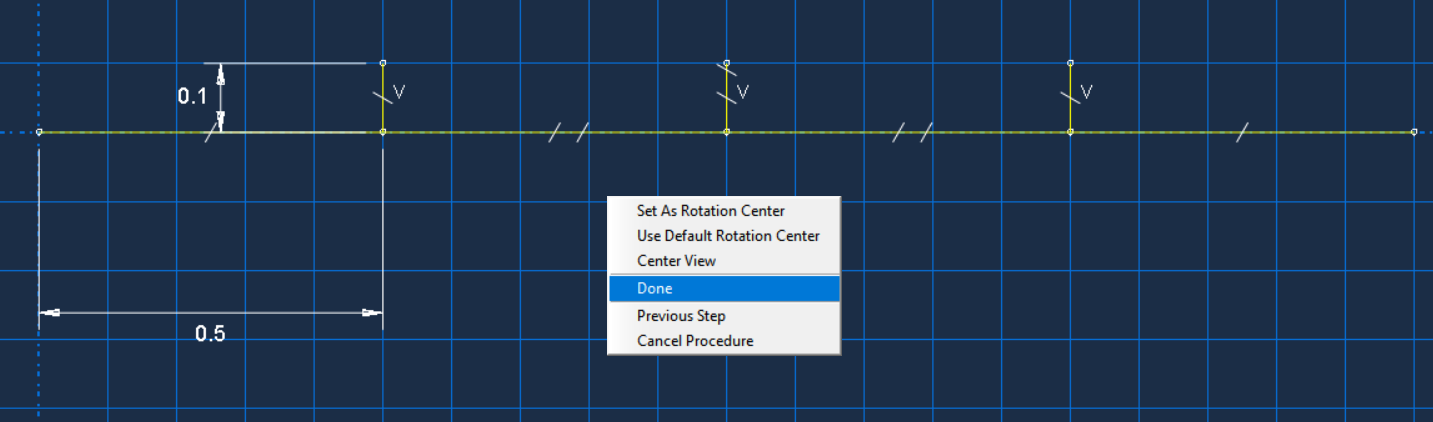 0.1
V
V
V
Set As Rotation Center
Use Default Rotation Center
Center View
Done
Previous Step
Cancel Procedure
0.5